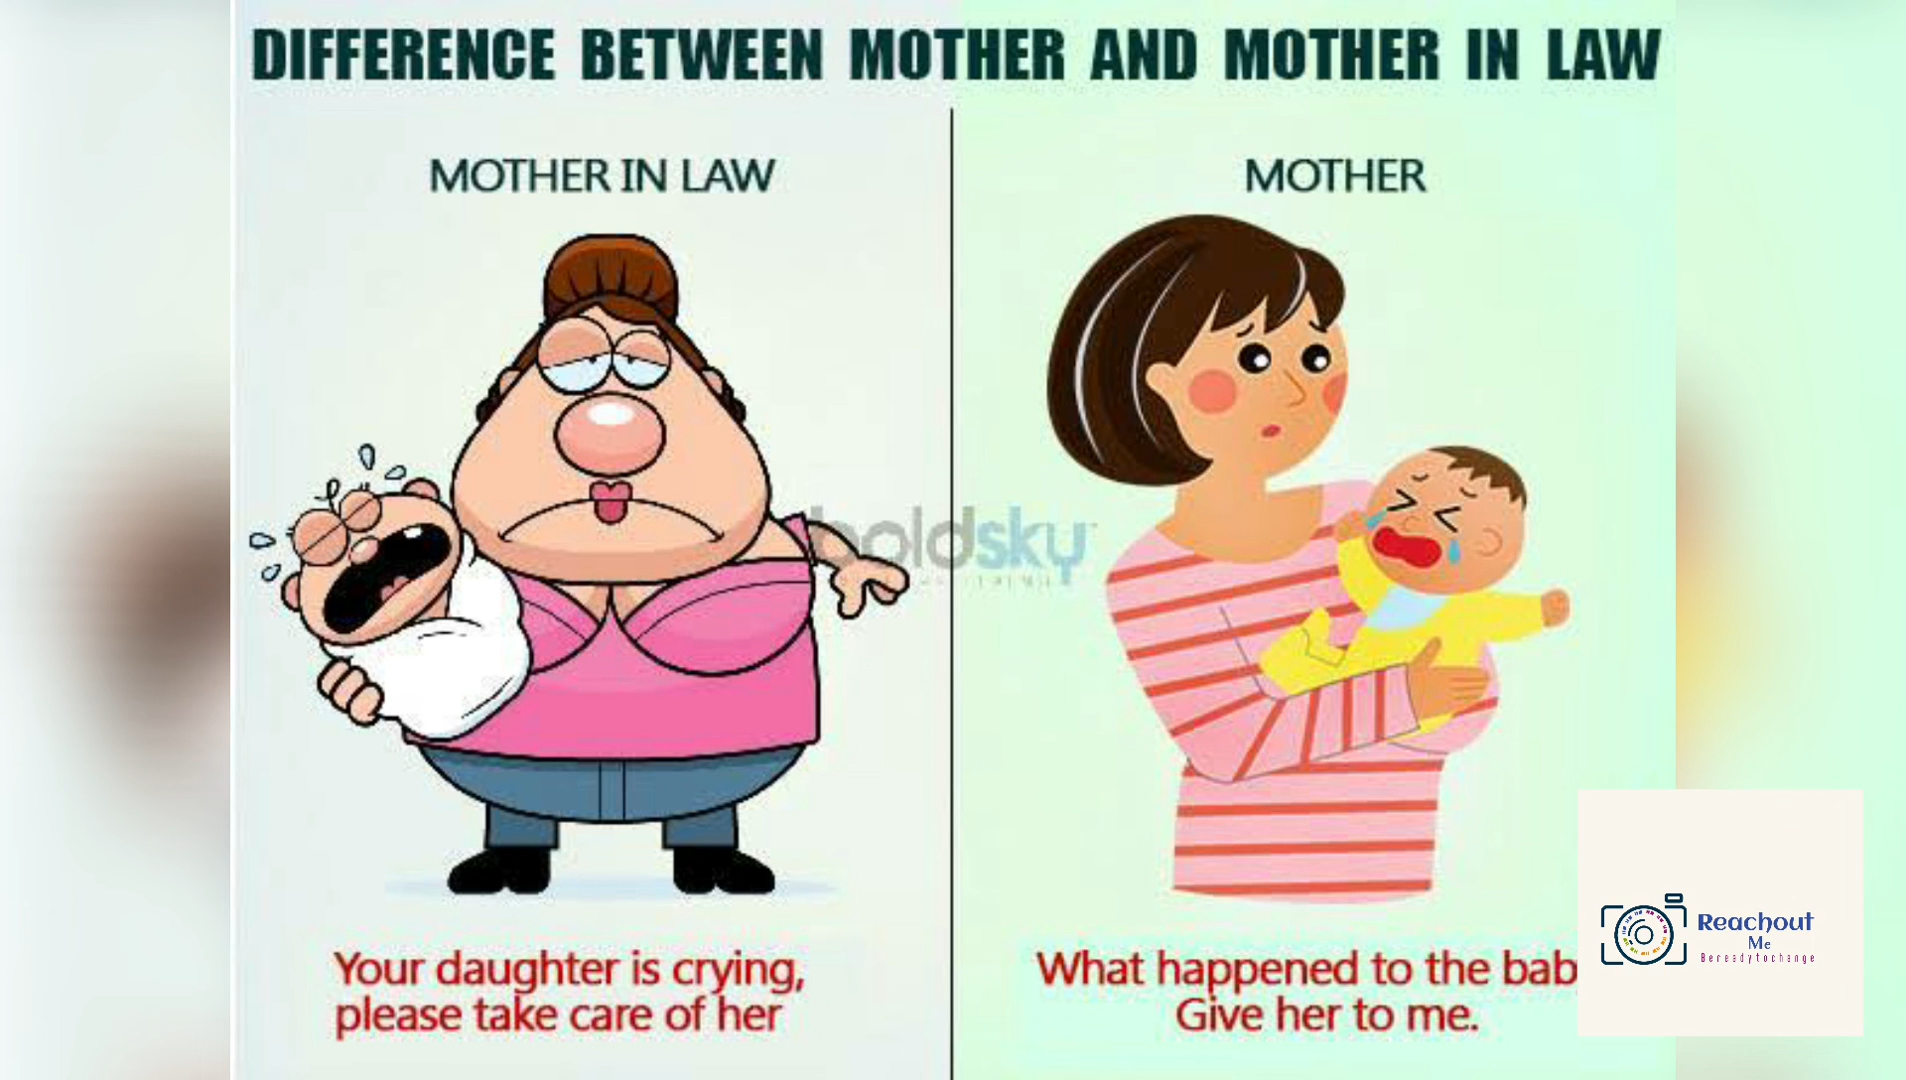 DIFFERENCE BETWEEN MOTHER AND MOTHER IN LAW
MOTHER IN LAW
MOTHER
boldsky
Your daughter is crying,
please take care of her
What happened to the bab
Give her to me.
Reachout
Me
Bereadytochange